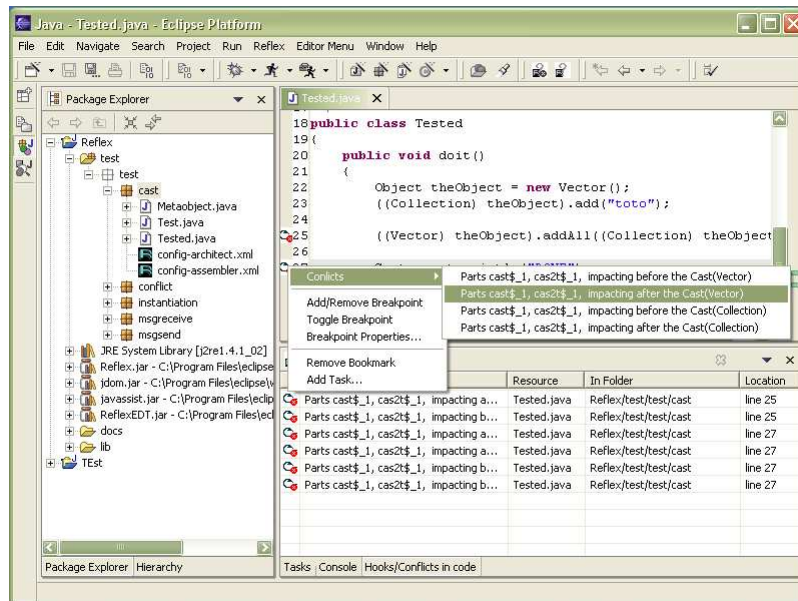 Java - Tested.java - Eclipse Platform
File Edit Navigate Search Project Run Reflex Editor Menu Window Help
Package Explorer
Reflex
test
test
cast
Metaobject.java
Test.java
Tested.java
config-architect.xml
config-assembler.xml
conflict
instantiation
msgreceive
msgsend
JRE System Library [j2re1.4.1_02]
Reflex.jar - C:\Program Files\eclipse
jdom.jar - C:\Program Files\eclipse\
javassist.jar - C:\Program Files\eclip
ReflexEDT.jar - C:\Program Files\ecl
docs
lib
TEst
Package Explorer Hierarchy
Tested.java
18 public class Tested
19 {
20 public void doit()
21 {
22 Object theObject = new Vector();
23 ((Collection) theObject).add("toto");
24
25 ((Vector) theObject).addAll((Collection) theObject
26
Conlicts
Add/Remove Breakpoint
Toggle Breakpoint
Breakpoint Properties...
Remove Bookmark
Add Task...
Parts cast$_1, cas2t$_1, impacting before the Cast(Vector)
Parts cast$_1, cas2t$_1, impacting after the Cast(Vector)
Parts cast$_1, cas2t$_1, impacting before the Cast(Collection)
Parts cast$_1, cas2t$_1, impacting after the Cast(Collection)
Resource In Folder Location
Parts cast$_1, cas2t$_1, impacting a... Tested.java Reflex/test/test/cast line 25
Parts cast$_1, cas2t$_1, impacting b... Tested.java Reflex/test/test/cast line 25
Parts cast$_1, cas2t$_1, impacting a... Tested.java Reflex/test/test/cast line 27
Parts cast$_1, cas2t$_1, impacting a... Tested.java Reflex/test/test/cast line 27
Parts cast$_1, cas2t$_1, impacting b... Tested.java Reflex/test/test/cast line 27
Parts cast$_1, cas2t$_1, impacting b... Tested.java Reflex/test/test/cast line 27
Tasks Console Hooks/Conflicts in code